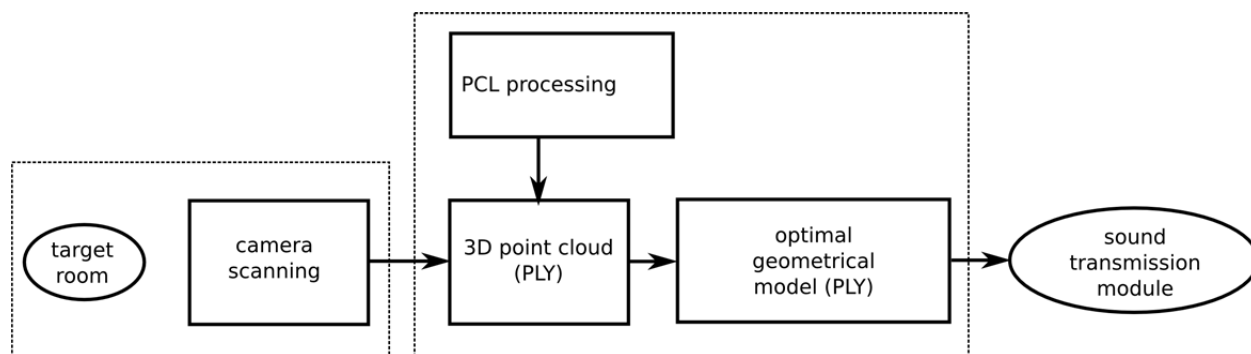 PCL processing
target
room
camera
scanning
3D point cloud
(PLY)
optimal
geometrical
model (PLY)
sound
transmission
module